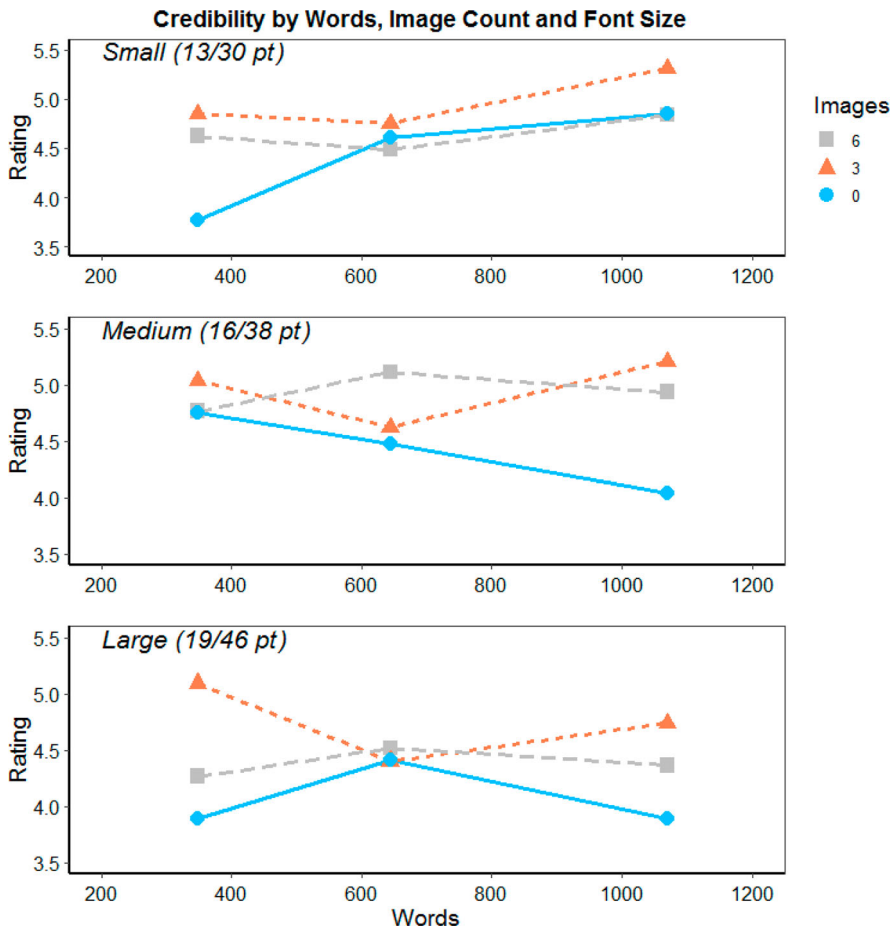 Credibility by Words, Image Count and Font Size
Small (13/30 pt)
5.5
5.0
4.5
4.0
3.5
Rating
200 400 600 800 1000 1200
Images
6
3
0
Medium (16/38 pt)
5.5
5.0
4.5
4.0
3.5
Rating
200 400 600 800 1000 1200
Large (19/46 pt)
5.5
5.0
4.5
4.0
3.5
Rating
200 400 600 800 1000 1200
Words